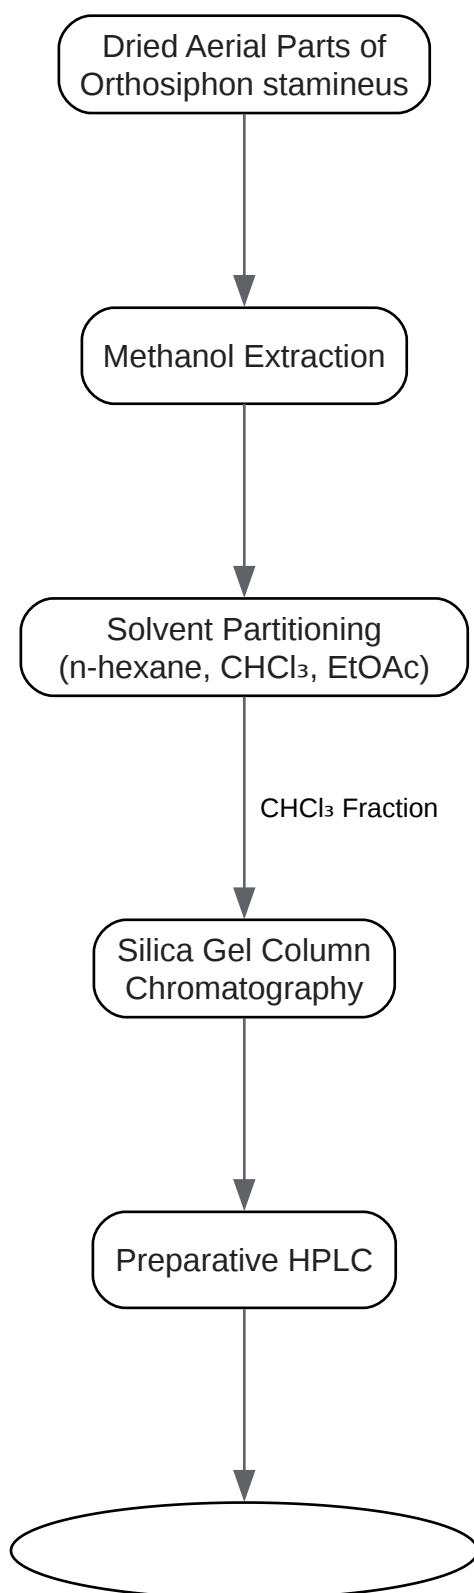 Dried Aerial Parts of
Orthosiphon stamineus
Methanol Extraction
Solvent Partitioning
(n-hexane, CHCl₃, EtOAc)
CHCl₃ Fraction
Silica Gel Column
Chromatography
Preparative HPLC